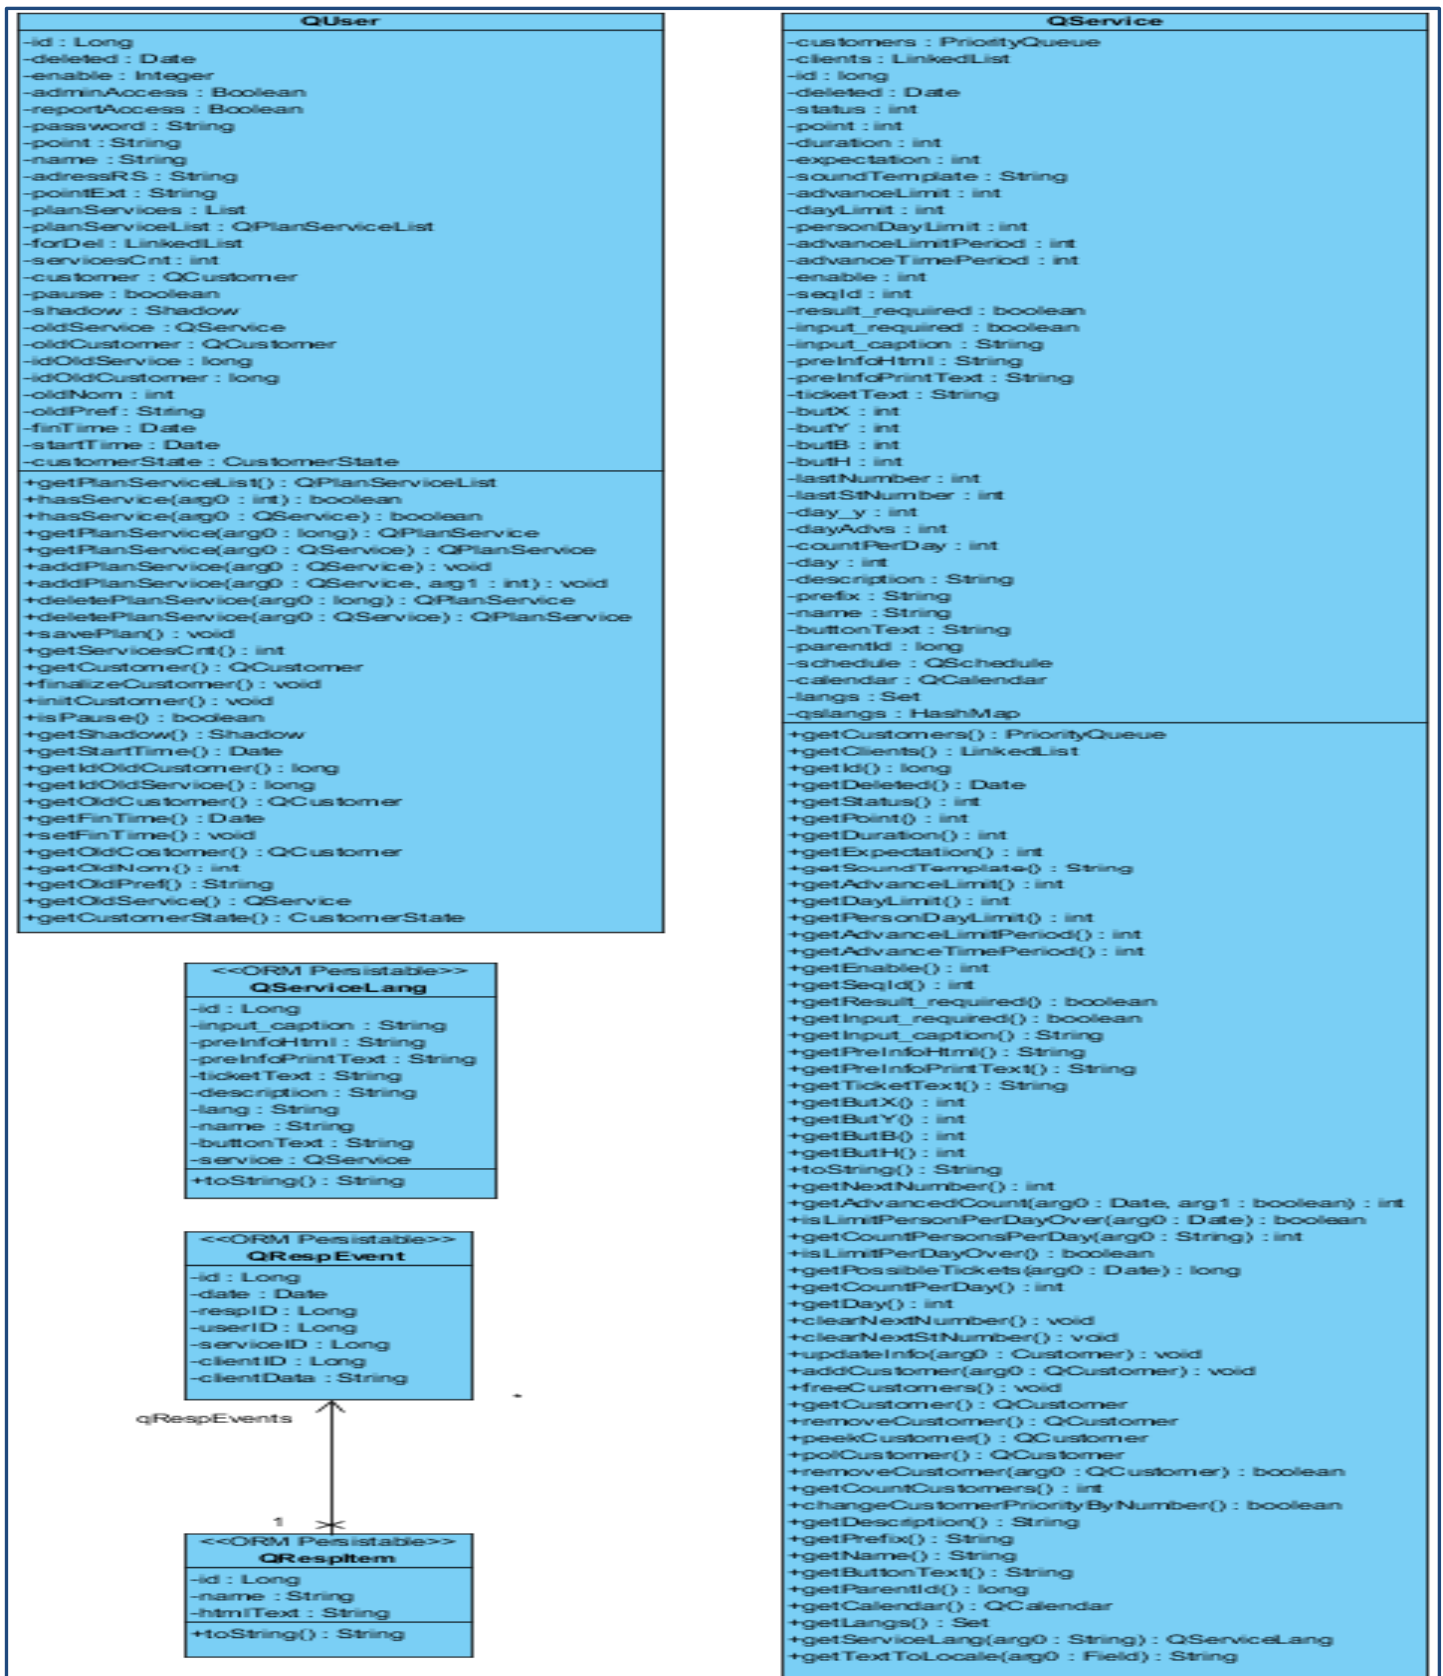 QUser
-id : Long
-deleted : Date
-enable : Integer
-adminAccess : Boolean
-reportAccess : Boolean
-password : String
-point : String
-name : String
-adressRS : String
-pointExt : String
-planServices : List
-planServiceList : QPlanServiceList
-forDel : LinkedList
-servicesCnt : int
-customer : QCustomer
-pause : boolean
-shadow : Shadow
-oldService : QService
-oldCustomer : QCustomer
-idOldService : long
-idOldCustomer : long
-oldNom : int
-oldPref : String
-finTime : Date
-startTime : Date
-customerState : CustomerState
+getPlanServiceList() : QPlanServiceList
+hasService(arg0 : int) : boolean
+hasService(arg0 : QService) : boolean
+getPlanService(arg0 : long) : QPlanService
+getPlanService(arg0 : QService) : QPlanService
+addPlanService(arg0 : QService) : void
+addPlanService(arg0 : QService, arg1 : int) : void
+deletePlanService(arg0 : long) : QPlanService
+deletePlanService(arg0 : QService) : QPlanService
+savePlan() : void
+getServicesCnt() : int
+getCustomer() : QCustomer
+finalizeCustomer() : void
+initCustomer() : void
+isPause() : boolean
+getShadow() : Shadow
+getStartTime() : Date
+getIdOldCustomer() : long
+getIdOldService() : long
+getOldCustomer() : QCustomer
+getFinTime() : Date
+setFinTime() : void
+getOldCostomer() : QCustomer
+getOldNom() : int
+getOldPref() : String
+getOldService() : QService
+getCustomerState() : CustomerState
<<ORM Persistable>>
QServiceLang
-id : Long
-input_caption : String
-preInfoHtml : String
-preInfoPrintText : String
-ticketText : String
-description : String
-lang : String
-name : String
-buttonText : String
-service : QService
+toString() : String
<<ORM Persistable>>
QRespEvent
-id : Long
-date : Date
-respID : Long
-userID : Long
-serviceID : Long
-clientID : Long
-clientData : String
*
qRespEvents
1
<<ORM Persistable>>
QRespItem
-id : Long
-name : String
-htmlText : String
+toString() : String
QService
-customers : PriorityQueue
-clients : LinkedList
-id : long
-deleted : Date
-status : int
-point : int
-duration : int
-expectation : int
-soundTemplate : String
-advanceLimit : int
-dayLimit : int
-personDayLimit : int
-advanceLimitPeriod : int
-advanceTimePeriod : int
-enable : int
-seqId : int
-result_required : boolean
-input_required : boolean
-input_caption : String
-preInfoHtml : String
-preInfoPrintText : String
-ticketText : String
-butX : int
-butY : int
-butB : int
-butH : int
-lastNumber : int
-lastStNumber : int
-day_y : int
-dayAdvs : int
-countPerDay : int
-day : int
-description : String
-prefix : String
-name : String
-buttonText : String
-parentId : long
-schedule : QSchedule
-calendar : QCalendar
-langs : Set
-qslangs : HashMap
+getCustomers() : PriorityQueue
+getClients() : LinkedList
+getId() : long
+getDeleted() : Date
+getStatus() : int
+getPoint() : int
+getDuration() : int
+getExpectation() : int
+getSoundTemplate() : String
+getAdvanceLimit() : int
+getDayLimit() : int
+getPersonDayLimit() : int
+getAdvanceLimitPeriod() : int
+getAdvanceTimePeriod() : int
+getEnable() : int
+getSeqId() : int
+getResult_required() : boolean
+getInput_required() : boolean
+getInput_caption() : String
+getPreInfoHtml() : String
+getPreInfoPrintText() : String
+getTicketText() : String
+getButX() : int
+getButY() : int
+getButB() : int
+getButH() : int
+toString() : String
+getNextNumber() : int
+getAdvancedCount(arg0 : Date, arg1 : boolean) : int
+isLimitPersonPerDayOver(arg0 : Date) : boolean
+getCountPersonsPerDay(arg0 : String) : int
+isLimitPerDayOver() : boolean
+getPossibleTickets(arg0 : Date) : long
+getCountPerDay() : int
+getDay() : int
+clearNextNumber() : void
+clearNextStNumber() : void
+updateInfo(arg0 : Customer) : void
+addCustomer(arg0 : QCustomer) : void
+freeCustomers() : void
+getCustomer() : QCustomer
+removeCustomer() : QCustomer
+peekCustomer() : QCustomer
+polCustomer() : QCustomer
+removeCustomer(arg0 : QCustomer) : boolean
+getCountCustomers() : int
+changeCustomerPriorityByNumber() : boolean
+getDescription() : String
+getPrefix() : String
+getName() : String
+getButtonText() : String
+getParentId() : long
+getCalendar() : QCalendar
+getLangs() : Set
+getServiceLang(arg0 : String) : QServiceLang
+getTextToLocale(arg0 : Field) : String